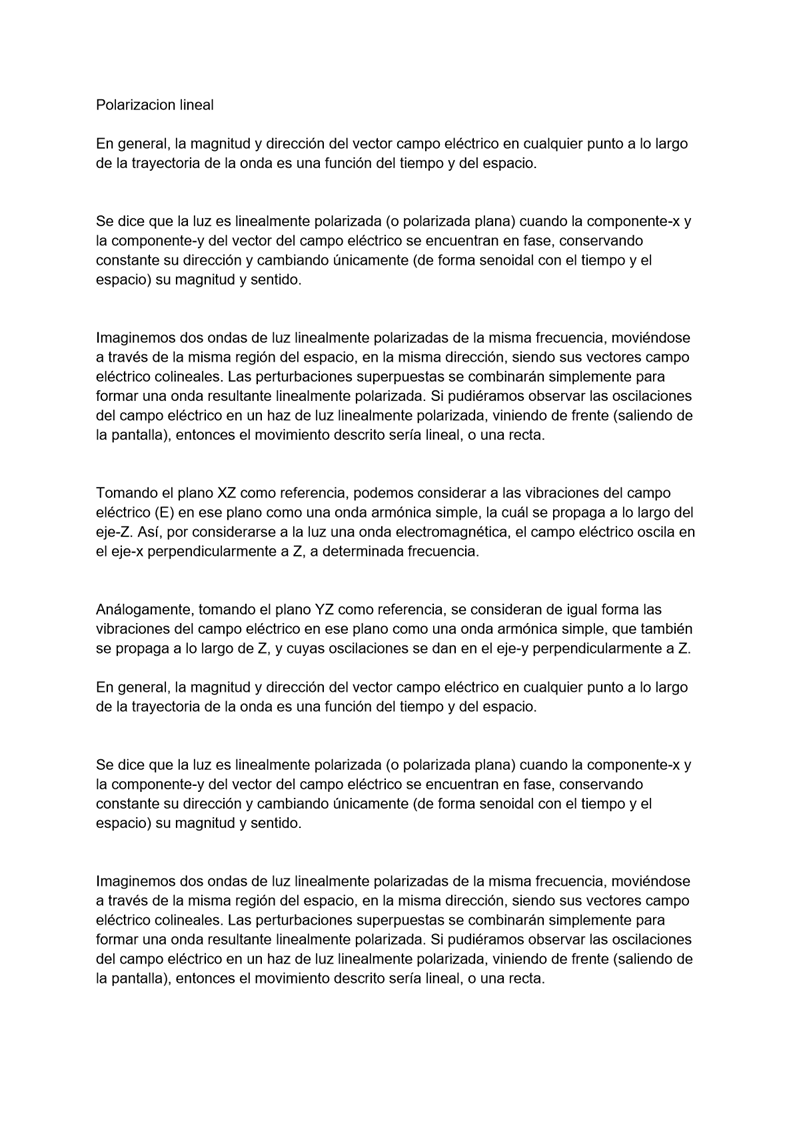 Polarizacion lineal
En general, la magnitud y dirección del vector campo eléctrico en cualquier punto a lo largo
de la trayectoria de la onda es una función del tiempo y del espacio.
Se dice que la luz es linealmente polarizada (o polarizada plana) cuando la componente-x y
la componente-y del vector del campo eléctrico se encuentran en fase, conservando
constante su dirección y cambiando únicamente (de forma senoidal con el tiempo y el
espacio) su magnitud y sentido.
Imaginemos dos ondas de luz linealmente polarizadas de la misma frecuencia, moviéndose
a través de la misma región del espacio, en la misma dirección, siendo sus vectores campo
eléctrico colineales. Las perturbaciones superpuestas se combinarán simplemente para
formar una onda resultante linealmente polarizada. Si pudiéramos observar las oscilaciones
del campo eléctrico en un haz de luz linealmente polarizada, viniendo de frente (saliendo de
la pantalla), entonces el movimiento descrito sería lineal, o una recta.
Tomando el plano XZ como referencia, podemos considerar a las vibraciones del campo
eléctrico (E) en ese plano como una onda armónica simple, la cuál se propaga a lo largo del
eje-Z. Así, por considerarse a la luz una onda electromagnética, el campo eléctrico oscila en
el eje-x perpendicularmente a Z, a determinada frecuencia.
Análogamente, tomando el plano YZ como referencia, se consideran de igual forma las
vibraciones del campo eléctrico en ese plano como una onda armónica simple, que también
se propaga a lo largo de Z, y cuyas oscilaciones se dan en el eje-y perpendicularmente a Z.
En general, la magnitud y dirección del vector campo eléctrico en cualquier punto a lo largo
de la trayectoria de la onda es una función del tiempo y del espacio.
Se dice que la luz es linealmente polarizada (o polarizada plana) cuando la componente-x y
la componente-y del vector del campo eléctrico se encuentran en fase, conservando
constante su dirección y cambiando únicamente (de forma senoidal con el tiempo y el
espacio) su magnitud y sentido.
Imaginemos dos ondas de luz linealmente polarizadas de la misma frecuencia, moviéndose
a través de la misma región del espacio, en la misma dirección, siendo sus vectores campo
eléctrico colineales. Las perturbaciones superpuestas se combinarán simplemente para
formar una onda resultante linealmente polarizada. Si pudiéramos observar las oscilaciones
del campo eléctrico en un haz de luz linealmente polarizada, viniendo de frente (saliendo de
la pantalla), entonces el movimiento descrito sería lineal, o una recta.